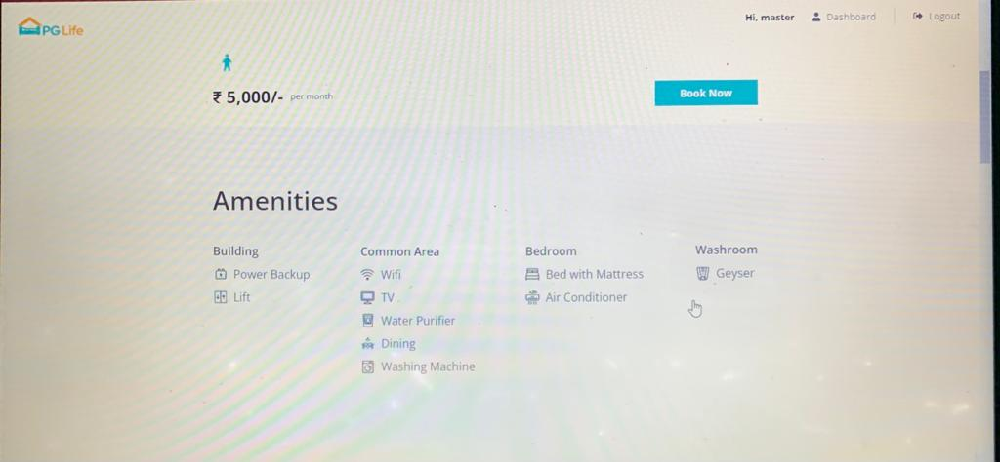 PG Life
Hi, master Dashboard Logout
₹ 5,000/- per month
Book Now
Amenities
Building
Power Backup
Lift
Common Area
Wifi
TV
Water Purifier
Dining
Washing Machine
Bedroom
Bed with Mattress
Air Conditioner
Washroom
Geyser